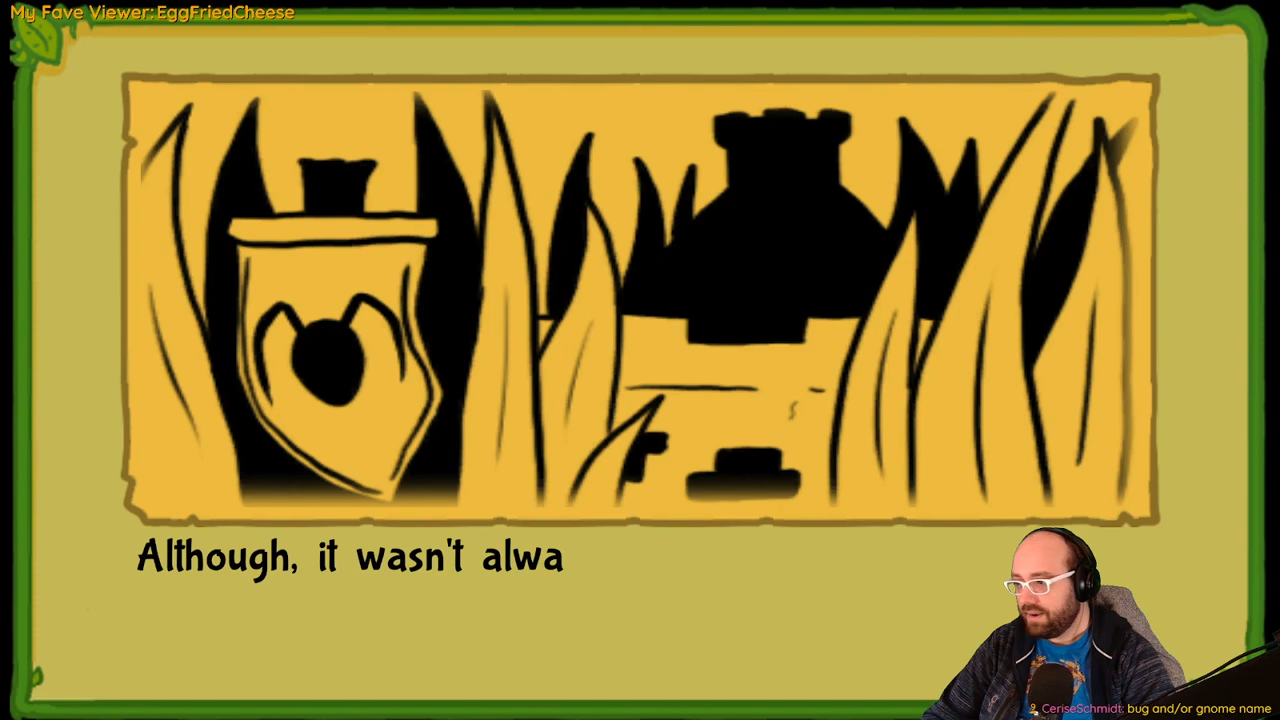 My Fave Viewer: EggFriedCheese
Although, it wasn't alwa
CeriseSchmidt: bug and/or gnome name